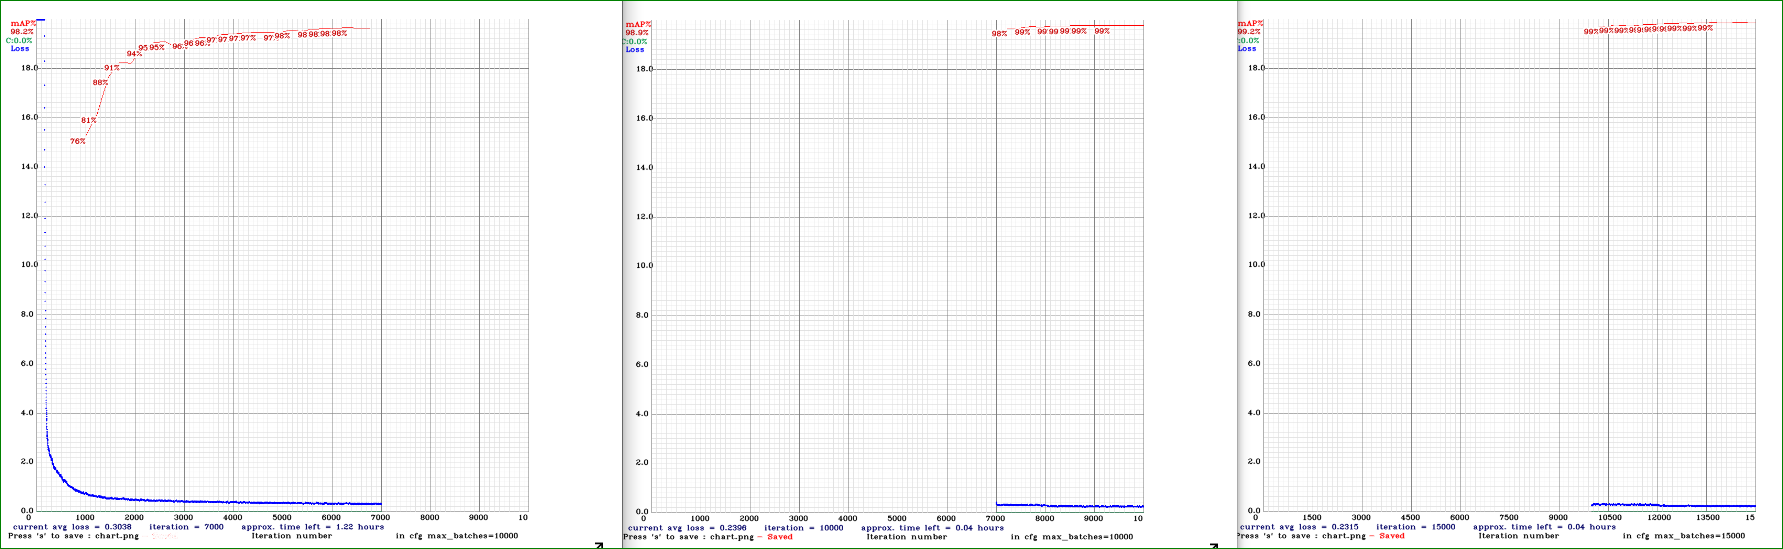 mAP%
98.2%
C:0.0%
Loss
18.0
16.0
14.0
12.0
10.0
8.0
6.0
4.0
2.0
0.0
76%
81%
88%
91%
94%
95%
95%
0 1000 2000 3000 4000 5000 6000 7000 8000 9000 10
current avg loss = 0.3038 iteration = 7000 approx. time left = 1.22 hours
Press 's' to save : chart.png Iteration number in cfg max_batches=10000
mAP%
98.9%
C:0.0%
Loss
18.0
16.0
14.0
12.0
10.0
8.0
6.0
4.0
2.0
0.0
98% 99% 99%
0 1000 2000 3000 4000 5000 6000 7000 8000 9000 10
current avg loss = 0.2396 iteration = 10000 approx. time left = 0.04 hours
Press 's' to save : chart.png - Saved Iteration number in cfg max_batches=10000
mAP%
99.2%
:0.0%
Loss
18.0
16.0
14.0
12.0
10.0
8.0
6.0
4.0
2.0
0.0
0 1500 3000 4500 6000 7500 9000 10500 12000 13500 15
current avg loss = 0.2315 iteration = 15000 approx. time left = 0.04 hours
Press 's' to save : chart.png - Saved Iteration number in cfg max_batches=15000